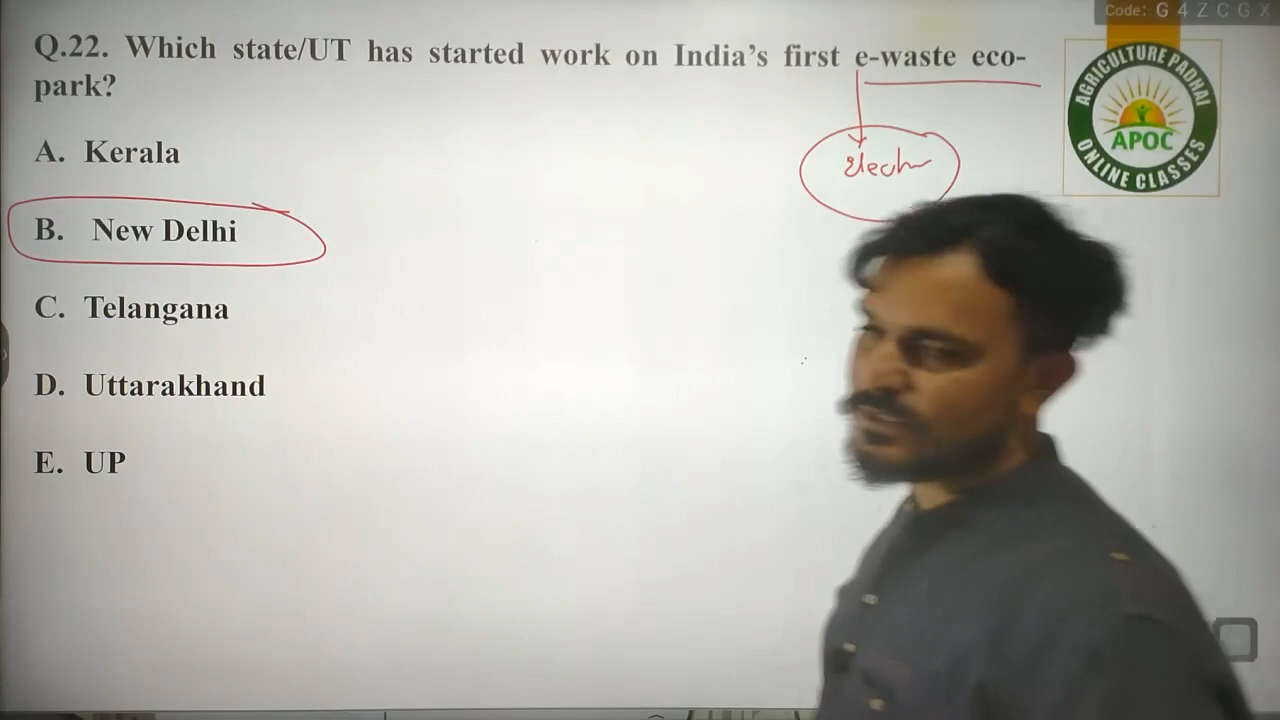 Code: G 4 Z C G X
Q.22. Which state/UT has started work on India's first e-waste eco-
park?
A. Kerala
B. New Delhi
C. Telangana
D. Uttarakhand
E. UP
AGRICULTURE PADHAI
APOC
ONLINE CLASSES